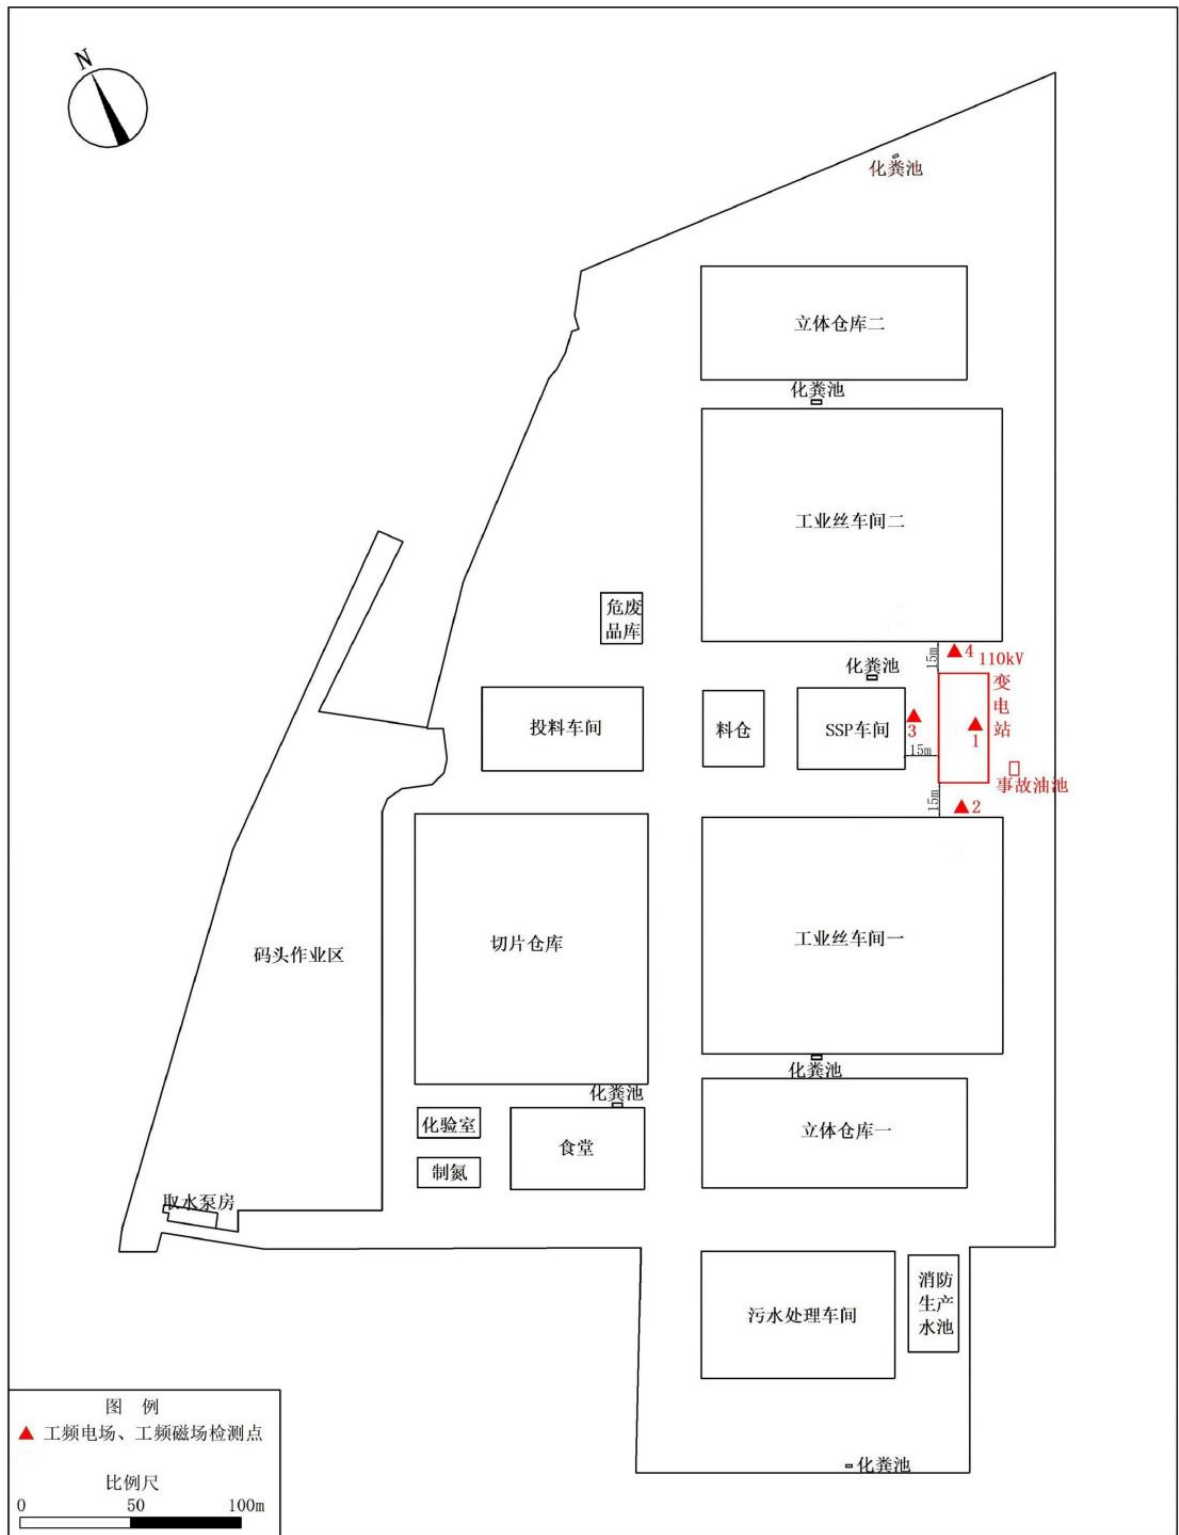 N
化粪池
立体仓库二
化粪池
工业丝车间二
危废
品库
15m
4
110kV
变
电
站
化粪池
投料车间
料仓
SSP车间
3
15m
1
事故油池
15m
2
码头作业区
切片仓库
工业丝车间一
化粪池
化粪池
化验室
食堂
立体仓库一
制氮
取水泵房
污水处理车间
消防
生产
水池
化粪池
图 例
工频电场、工频磁场检测点
比例尺
0 50 100m